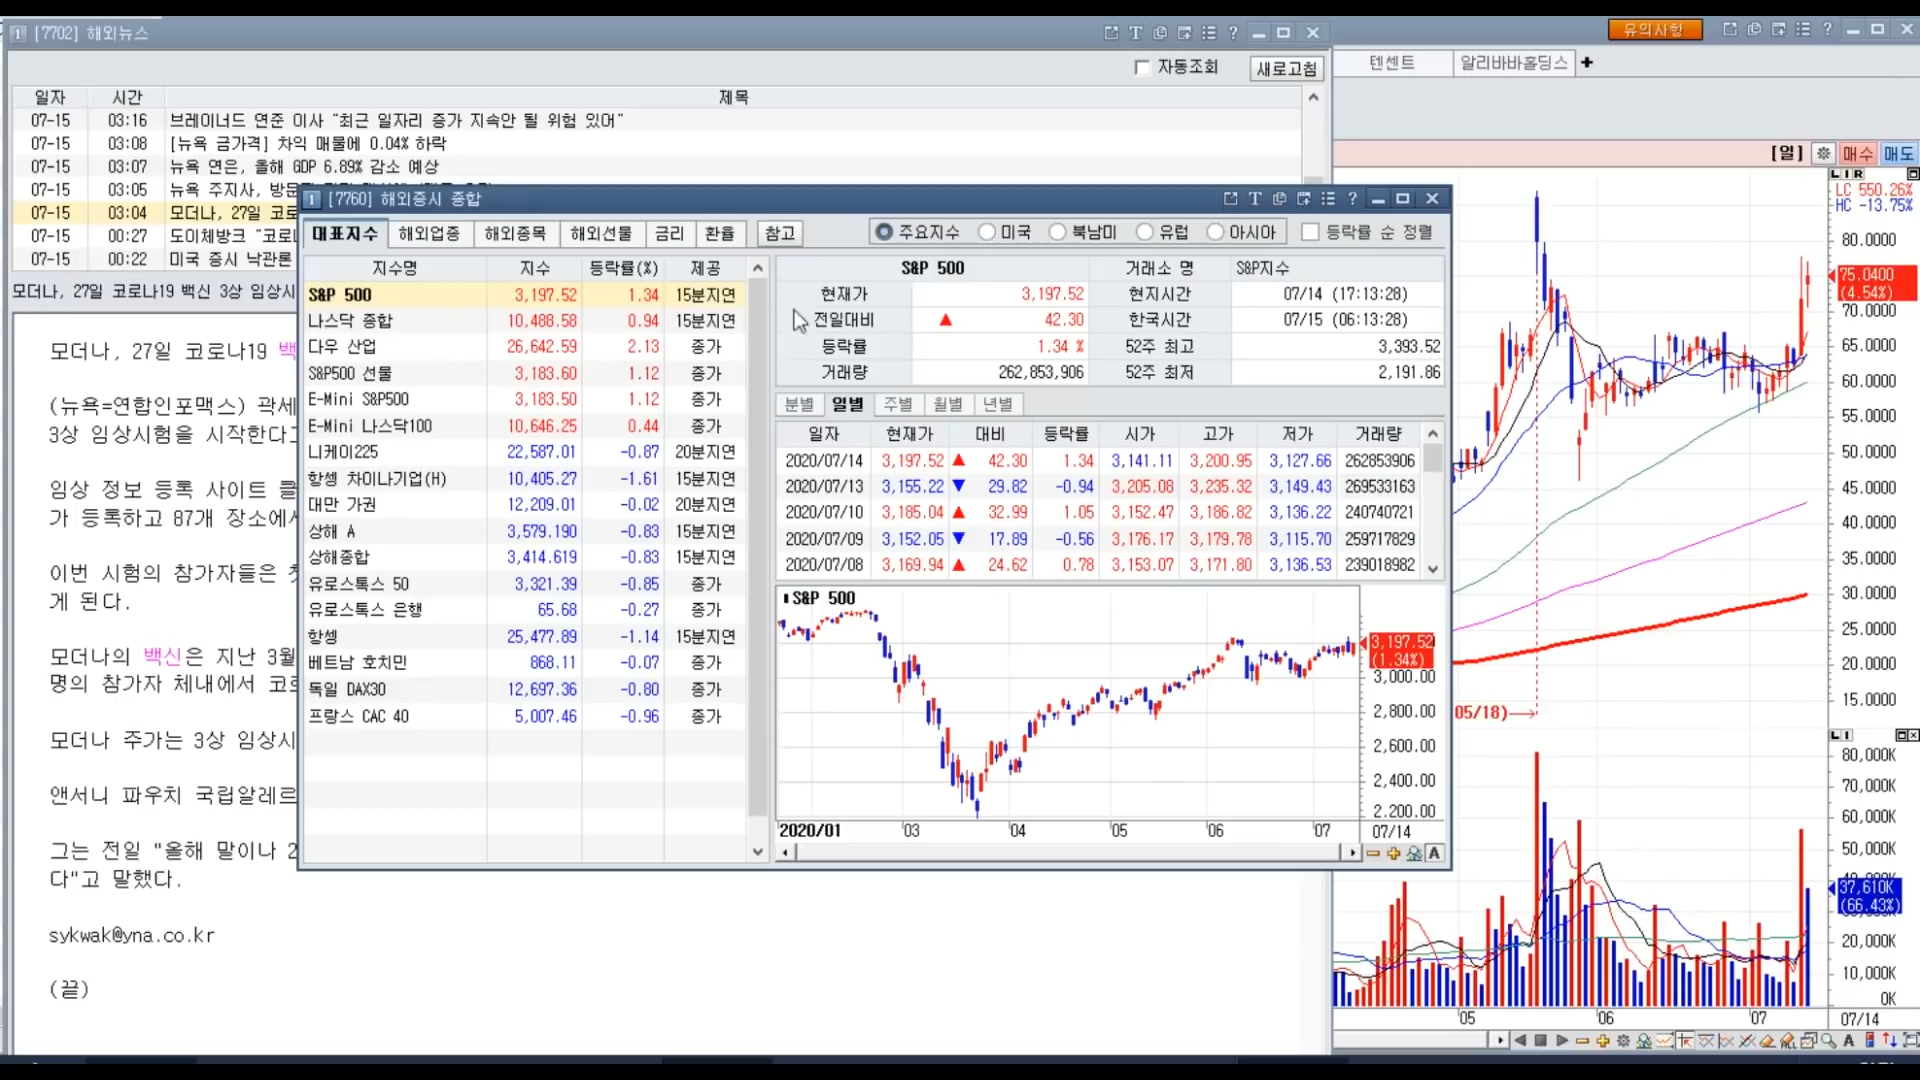 [7702] 해외뉴스
유의사항
텐센트 알리바바홀딩스
자동조회 새로고침
일자 시간 제목
07-15 03:16 브레이너드 연준 이사 "최근 일자리 증가 지속안 될 위험 있어"
07-15 03:08 [뉴욕 금가격] 차익 매물에 0.04% 하락
07-15 03:07 뉴욕 연은, 올해 GDP 6.89% 감소 예상
07-15 03:05 뉴욕 주지사,
07-15 03:04 모더나, 27일 코로
07-15 00:27 도이체방크 "코로나
07-15 00:22 미국 증시 낙관론
모더나, 27일 코로나19 백신 3상 임상시
모더나, 27일 코로나19 백
(뉴욕=연합인포맥스) 곽세
3상 임상시험을 시작한다고
임상 정보 등록 사이트 클
가 등록하고 87개 장소에서
이번 시험의 참가자들은 첫
게 된다.
모더나의 백신은 지난 3월
명의 참가자 체내에서 코로
모더나 주가는 3상 임상시
앤서니 파우치 국립알레르
그는 전일 "올해 말이나 2
다"고 말했다.
sykwak@yna.co.kr
(끝)
[7760] 해외증시 종합
대표지수 해외업종 해외종목 해외선물 금리 환율 참고
주요지수 미국 북남미 유럽 아시아 등락률 순 정렬
지수명 지수 등락률(%) 제공
S&P 500 3,197.52 1.34 15분지연
나스닥 종합 10,488.58 0.94 15분지연
다우 산업 26,642.59 2.13 종가
S&P500 선물 3,183.60 1.12 종가
E-Mini S&P500 3,183.50 1.12 종가
E-Mini 나스닥100 10,646.25 0.44 종가
니케이225 22,587.01 -0.87 20분지연
항셍 차이나기업(H) 10,405.27 -1.61 15분지연
대만 가권 12,209.01 -0.02 20분지연
상해 A 3,579.190 -0.83 15분지연
상해종합 3,414.619 -0.83 15분지연
유로스톡스 50 3,321.39 -0.85 종가
유로스톡스 은행 65.68 -0.27 종가
항셍 25,477.89 -1.14 15분지연
베트남 호치민 868.11 -0.07 종가
독일 DAX30 12,697.36 -0.80 종가
프랑스 CAC 40 5,007.46 -0.96 종가
S&P 500 거래소 명 S&P지수
현재가 3,197.52 현지시간 07/14 (17:13:28)
전일대비 ▲ 42.30 한국시간 07/15 (06:13:28)
등락률 1.34 % 52주 최고 3,393.52
거래량 262,853,906 52주 최저 2,191.86
분별 일별 주별 월별 년별
일자 현재가 대비 등락률 시가 고가 저가 거래량
2020/07/14 3,197.52 ▲ 42.30 1.34 3,141.11 3,200.95 3,127.66 262853906
2020/07/13 3,155.22 ▼ 29.82 -0.94 3,205.08 3,235.32 3,149.43 269533163
2020/07/10 3,185.04 ▲ 32.99 1.05 3,152.47 3,186.82 3,136.22 240740721
2020/07/09 3,152.05 ▼ 17.89 -0.56 3,176.17 3,179.78 3,115.70 259717829
2020/07/08 3,169.94 ▲ 24.62 0.78 3,153.07 3,171.80 3,136.53 239018982
S&P 500
3,197.52
(1.34%)
3,000.00
2,800.00
2,600.00
2,400.00
2,200.00
2020/01 03 04 05 06 07 07/14
A
[일] 매수 매도
L I R
LC 550.26%
HC -13.75%
80.0000
75.0400
(4.54%)
70.0000
65.0000
60.0000
55.0000
50.0000
45.0000
40.0000
35.0000
30.0000
25.0000
20.0000
15.0000
05/18)
L I
80,000K
70,000K
60,000K
50,000K
40,000K
37,610K
(66.43%)
20,000K
10,000K
0K
05 06 07 07/14
A